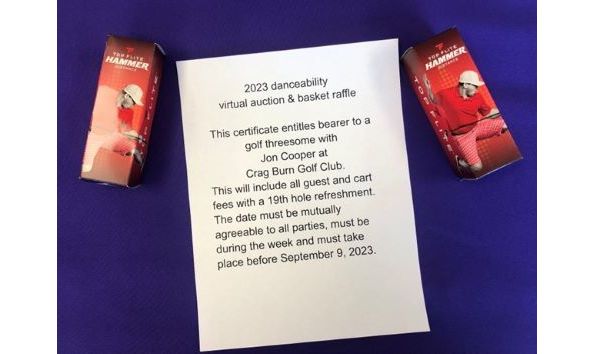 TOP FLITE
HAMMER
DISTANCE
2023 danceability
virtual auction & basket raffle
This certificate entitles bearer to a
golf threesome with
Jon Cooper at
Crag Burn Golf Club.
This will include all guest and cart
fees with a 19th hole refreshment.
The date must be mutually
agreeable to all parties, must be
during the week and must take
place before September 9, 2023.
TOP FLITE
HAMMER
DISTANCE